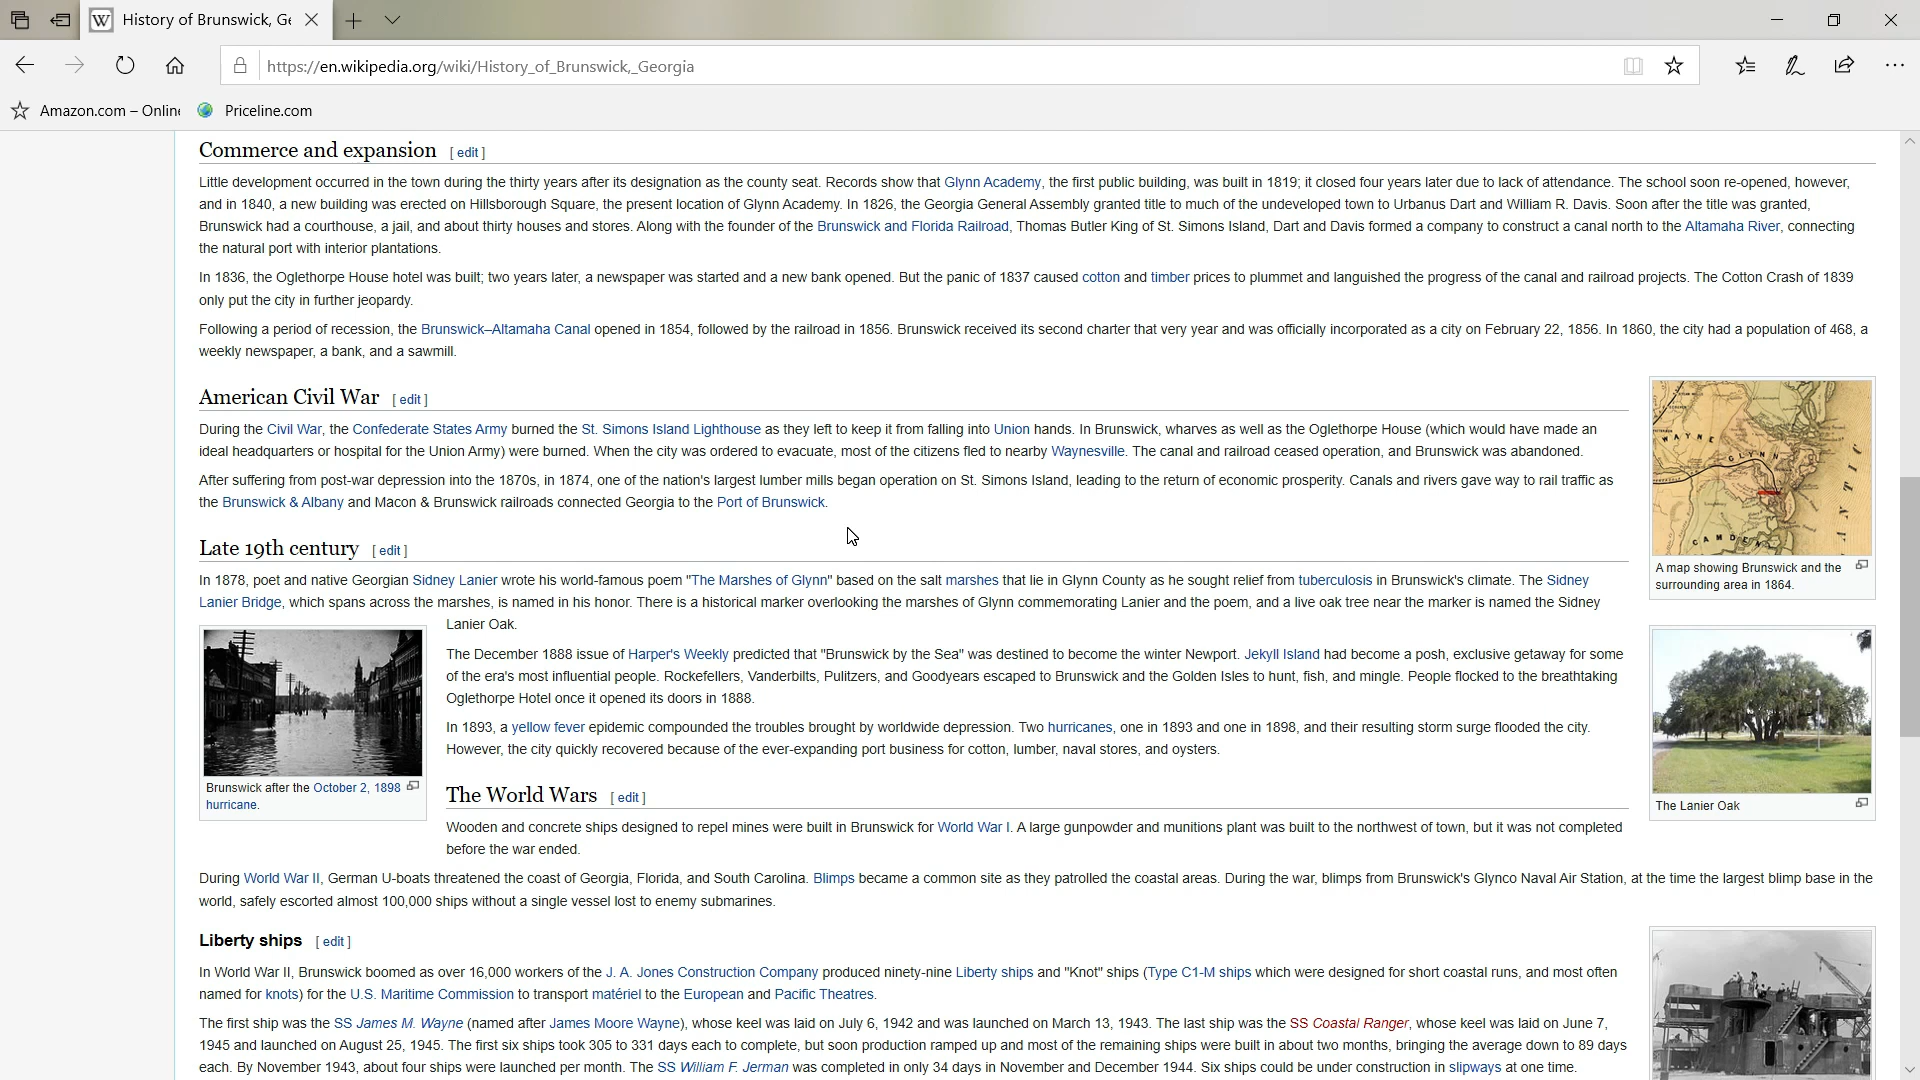 History of Brunswick, Ge
https://en.wikipedia.org/wiki/History_of_Brunswick,_Georgia
Amazon.com – Online
Priceline.com
Commerce and expansion [ edit ]
Little development occurred in the town during the thirty years after its designation as the county seat. Records show that Glynn Academy, the first public building, was built in 1819; it closed four years later due to lack of attendance. The school soon re-opened, however,
and in 1840, a new building was erected on Hillsborough Square, the present location of Glynn Academy. In 1826, the Georgia General Assembly granted title to much of the undeveloped town to Urbanus Dart and William R. Davis. Soon after the title was granted,
Brunswick had a courthouse, a jail, and about thirty houses and stores. Along with the founder of the Brunswick and Florida Railroad, Thomas Butler King of St. Simons Island, Dart and Davis formed a company to construct a canal north to the Altamaha River, connecting
the natural port with interior plantations.
In 1836, the Oglethorpe House hotel was built; two years later, a newspaper was started and a new bank opened. But the panic of 1837 caused cotton and timber prices to plummet and languished the progress of the canal and railroad projects. The Cotton Crash of 1839
only put the city in further jeopardy.
Following a period of recession, the Brunswick–Altamaha Canal opened in 1854, followed by the railroad in 1856. Brunswick received its second charter that very year and was officially incorporated as a city on February 22, 1856. In 1860, the city had a population of 468, a
weekly newspaper, a bank, and a sawmill.
American Civil War [ edit ]
During the Civil War, the Confederate States Army burned the St. Simons Island Lighthouse as they left to keep it from falling into Union hands. In Brunswick, wharves as well as the Oglethorpe House (which would have made an
ideal headquarters or hospital for the Union Army) were burned. When the city was ordered to evacuate, most of the citizens fled to nearby Waynesville. The canal and railroad ceased operation, and Brunswick was abandoned.
After suffering from post-war depression into the 1870s, in 1874, one of the nation's largest lumber mills began operation on St. Simons Island, leading to the return of economic prosperity. Canals and rivers gave way to rail traffic as
the Brunswick & Albany and Macon & Brunswick railroads connected Georgia to the Port of Brunswick.
WAYNE
GLYNN
CAMDEN
A map showing Brunswick and the
surrounding area in 1864.
Late 19th century [ edit ]
In 1878, poet and native Georgian Sidney Lanier wrote his world-famous poem "The Marshes of Glynn" based on the salt marshes that lie in Glynn County as he sought relief from tuberculosis in Brunswick's climate. The Sidney
Lanier Bridge, which spans across the marshes, is named in his honor. There is a historical marker overlooking the marshes of Glynn commemorating Lanier and the poem, and a live oak tree near the marker is named the Sidney
Lanier Oak.
The December 1888 issue of Harper's Weekly predicted that "Brunswick by the Sea" was destined to become the winter Newport. Jekyll Island had become a posh, exclusive getaway for some
of the era's most influential people. Rockefellers, Vanderbilts, Pulitzers, and Goodyears escaped to Brunswick and the Golden Isles to hunt, fish, and mingle. People flocked to the breathtaking
Oglethorpe Hotel once it opened its doors in 1888.
In 1893, a yellow fever epidemic compounded the troubles brought by worldwide depression. Two hurricanes, one in 1893 and one in 1898, and their resulting storm surge flooded the city.
However, the city quickly recovered because of the ever-expanding port business for cotton, lumber, naval stores, and oysters.
Brunswick after the October 2, 1898
hurricane.
The Lanier Oak
The World Wars [ edit ]
Wooden and concrete ships designed to repel mines were built in Brunswick for World War I. A large gunpowder and munitions plant was built to the northwest of town, but it was not completed
before the war ended.
During World War II, German U-boats threatened the coast of Georgia, Florida, and South Carolina. Blimps became a common site as they patrolled the coastal areas. During the war, blimps from Brunswick's Glynco Naval Air Station, at the time the largest blimp base in the
world, safely escorted almost 100,000 ships without a single vessel lost to enemy submarines.
Liberty ships [ edit ]
In World War II, Brunswick boomed as over 16,000 workers of the J. A. Jones Construction Company produced ninety-nine Liberty ships and "Knot" ships (Type C1-M ships which were designed for short coastal runs, and most often
named for knots) for the U.S. Maritime Commission to transport matériel to the European and Pacific Theatres.
The first ship was the SS James M. Wayne (named after James Moore Wayne), whose keel was laid on July 6, 1942 and was launched on March 13, 1943. The last ship was the SS Coastal Ranger, whose keel was laid on June 7,
1945 and launched on August 25, 1945. The first six ships took 305 to 331 days each to complete, but soon production ramped up and most of the remaining ships were built in about two months, bringing the average down to 89 days
each. By November 1943, about four ships were launched per month. The SS William F. Jerman was completed in only 34 days in November and December 1944. Six ships could be under construction in slipways at one time.